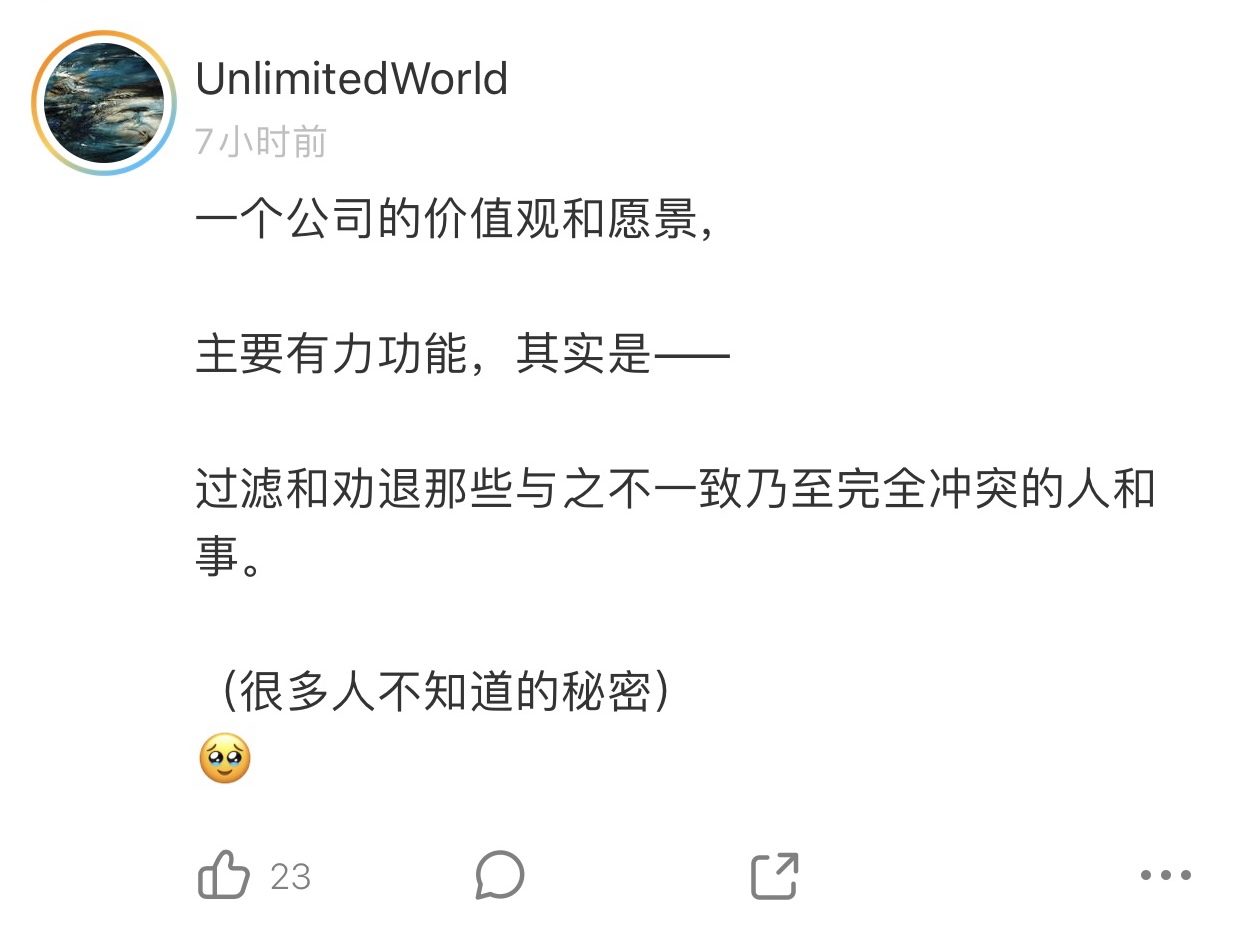 UnlimitedWorld
7小时前
一个公司的价值观和愿景，
主要有力功能，其实是——
过滤和劝退那些与之不一致乃至完全冲突的人和
事。
（很多人不知道的秘密）
🥹
23